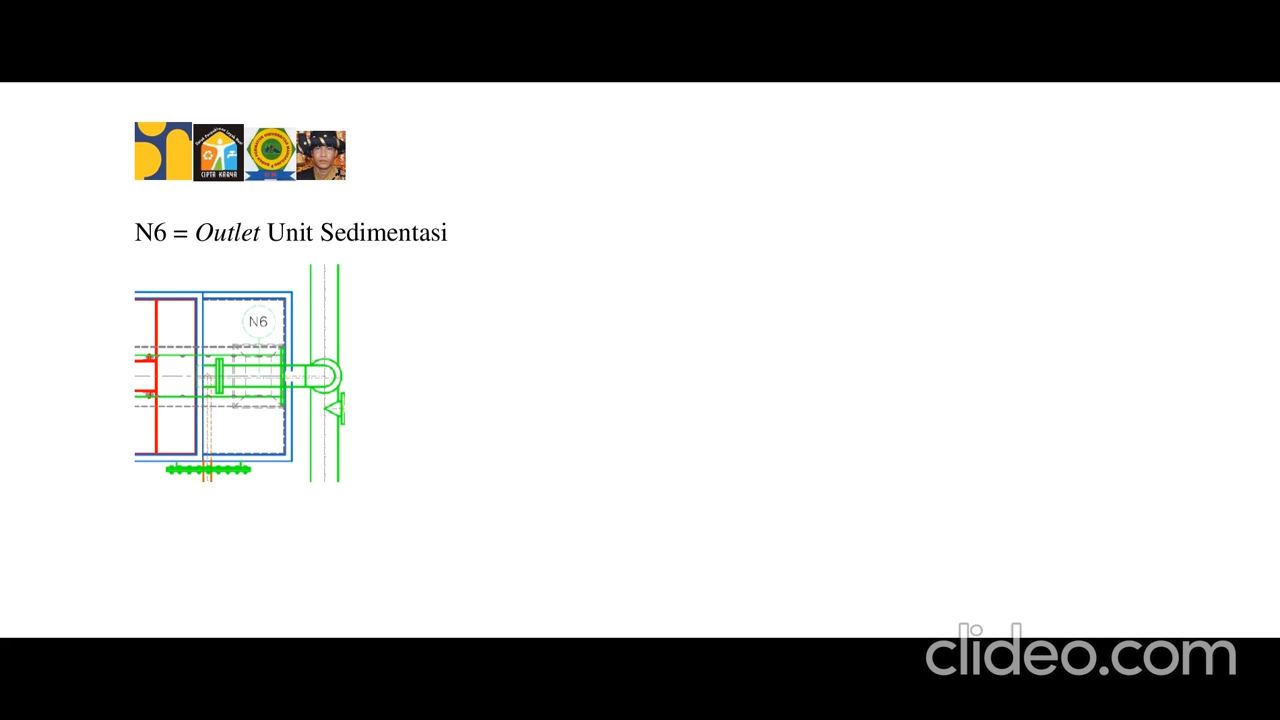 CIPTA KARYA
N6 = Outlet Unit Sedimentasi
N6
clideo.com